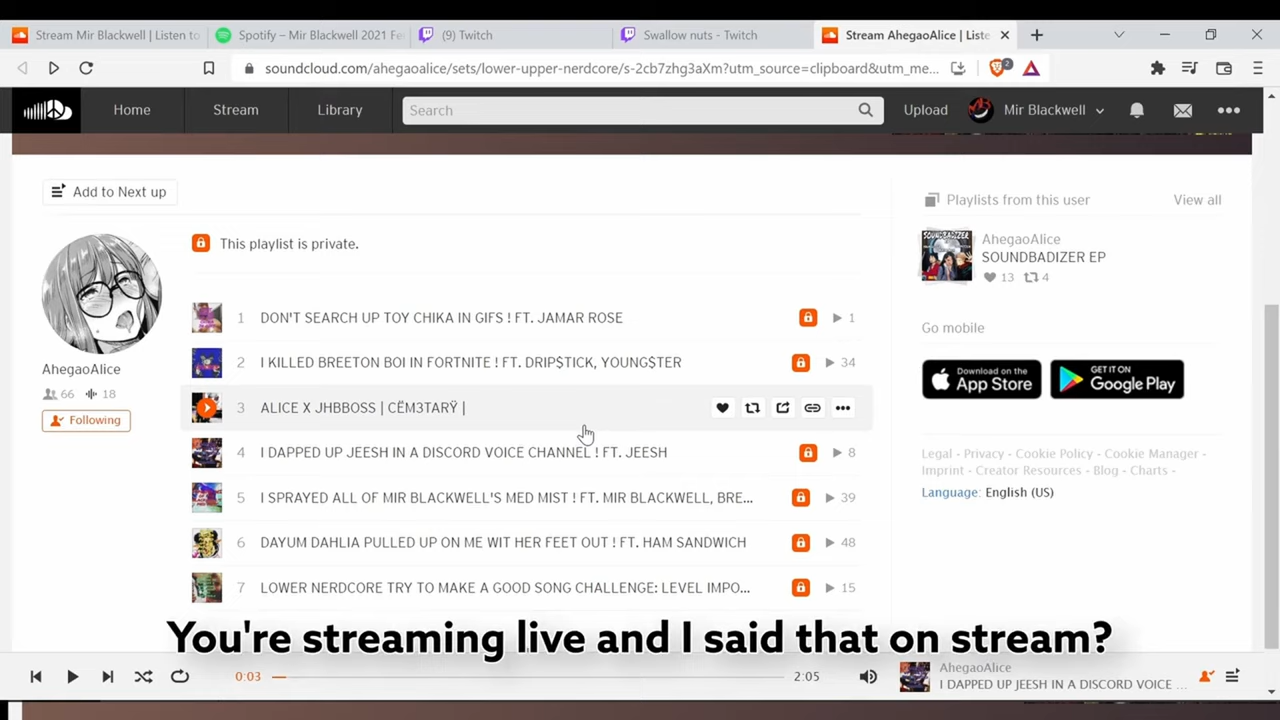 Stream Mir Blackwell | Listen to
Spotify – Mir Blackwell 2021 Fe
(9) Twitch
Swallow nuts - Twitch
Stream AhegaoAlice | Liste
soundcloud.com/ahegaoalice/sets/lower-upper-nerdcore/s-2cb7zhg3aXm?utm_source=clipboard&utm_me...
2
Home
Stream
Library
Search
Upload
Mir Blackwell
Add to Next up
This playlist is private.
AhegaoAlice
66 18
Following
1 DON'T SEARCH UP TOY CHIKA IN GIFS ! FT. JAMAR ROSE 1
2 I KILLED BREETON BOI IN FORTNITE ! FT. DRIP$TICK, YOUNG$TER 34
3 ALICE X JHBBOSS | CËM3TARŸ |
4 I DAPPED UP JEESH IN A DISCORD VOICE CHANNEL ! FT. JEESH 8
5 I SPRAYED ALL OF MIR BLACKWELL'S MED MIST ! FT. MIR BLACKWELL, BRE... 39
6 DAYUM DAHLIA PULLED UP ON ME WIT HER FEET OUT ! FT. HAM SANDWICH 48
7 LOWER NERDCORE TRY TO MAKE A GOOD SONG CHALLENGE: LEVEL IMPO... 15
Playlists from this user
View all
AhegaoAlice
SOUNDBADIZER EP
13 4
Go mobile
Download on the
App Store
GET IT ON
Google Play
Legal - Privacy - Cookie Policy - Cookie Manager -
Imprint - Creator Resources - Blog - Charts -
Language: English (US)
You're streaming live and I said that on stream?
0:03
2:05
AhegaoAlice
I DAPPED UP JEESH IN A DISCORD VOICE ...